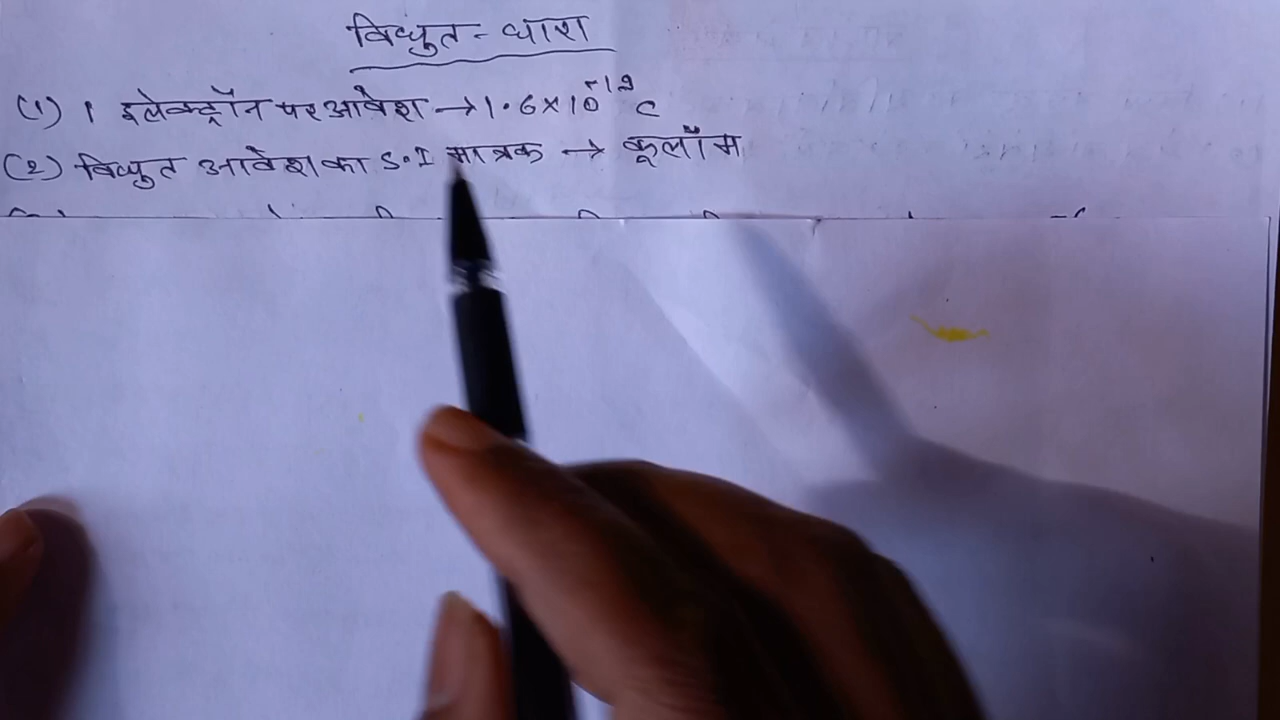 विधुत - धारा
(1) 1 इलेक्ट्रॉन पर आवेश → 1.6×10⁻¹⁹ C
(2) विधुत आवेश का S.I मात्रक → कूलॉम